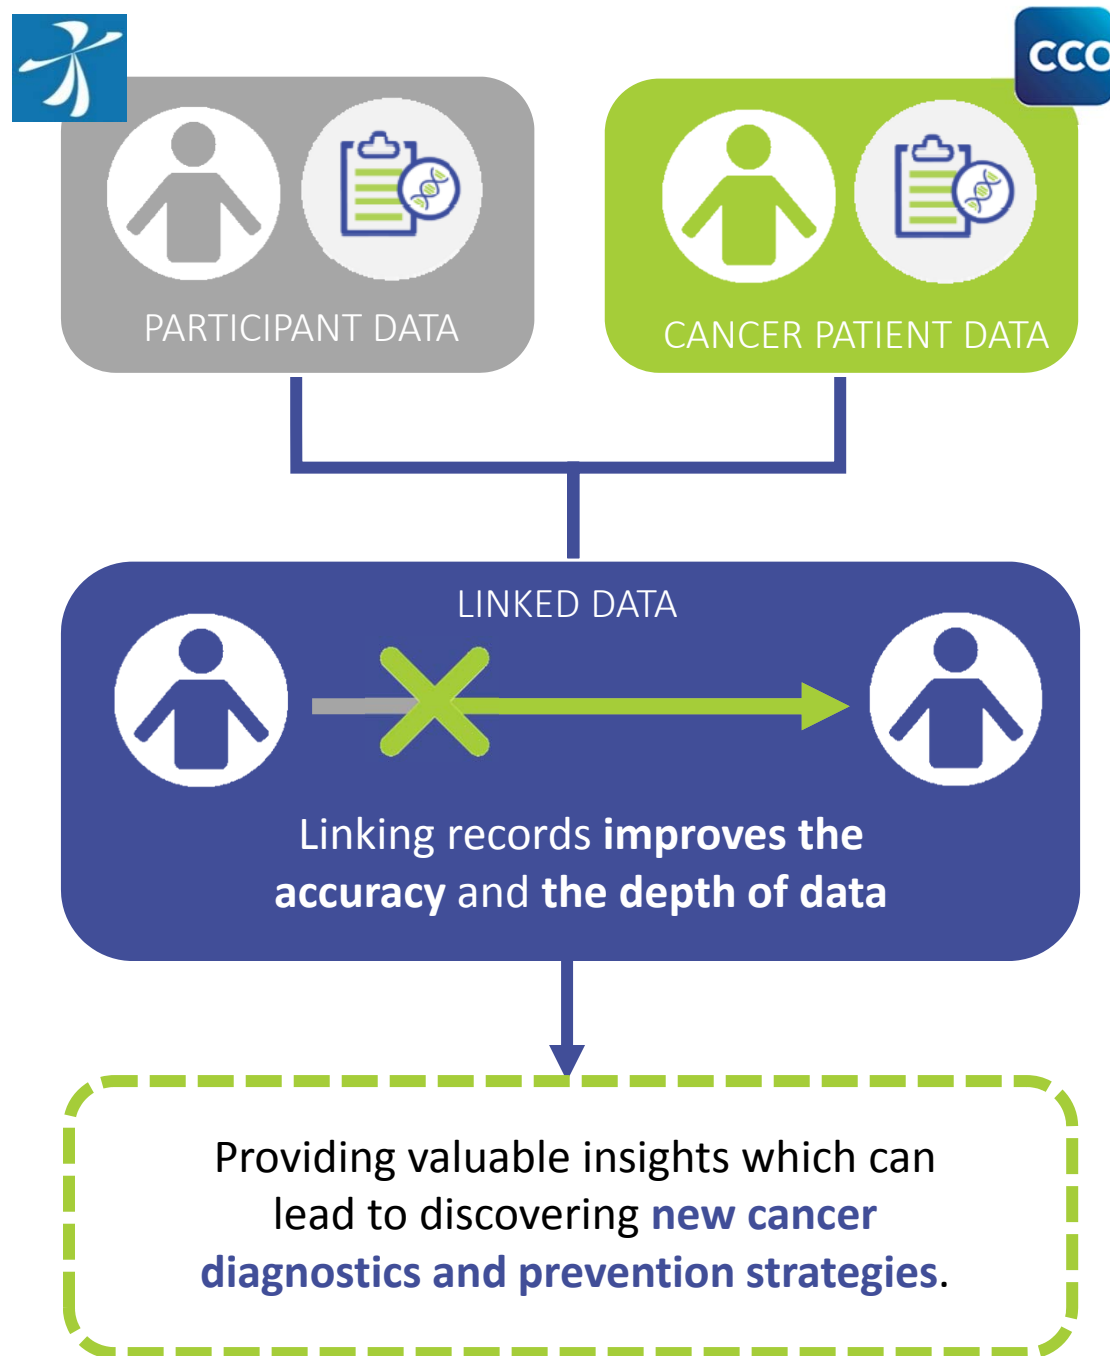 CCO
PARTICIPANT DATA
CANCER PATIENT DATA
LINKED DATA
Linking records improves the
accuracy and the depth of data
Providing valuable insights which can
lead to discovering new cancer
diagnostics and prevention strategies.